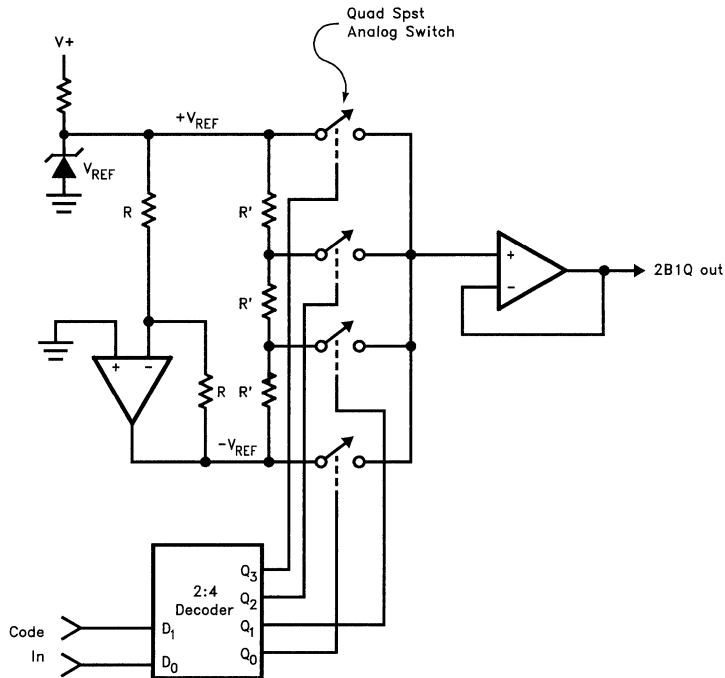 Quad Spst
Analog Switch
V+
+VREF
VREF
R
R'
R'
+
−
2B1Q out
+
−
R
R'
−VREF
Q3
2:4
Decoder
Q2
Code
D1
Q1
In
D0
Q0